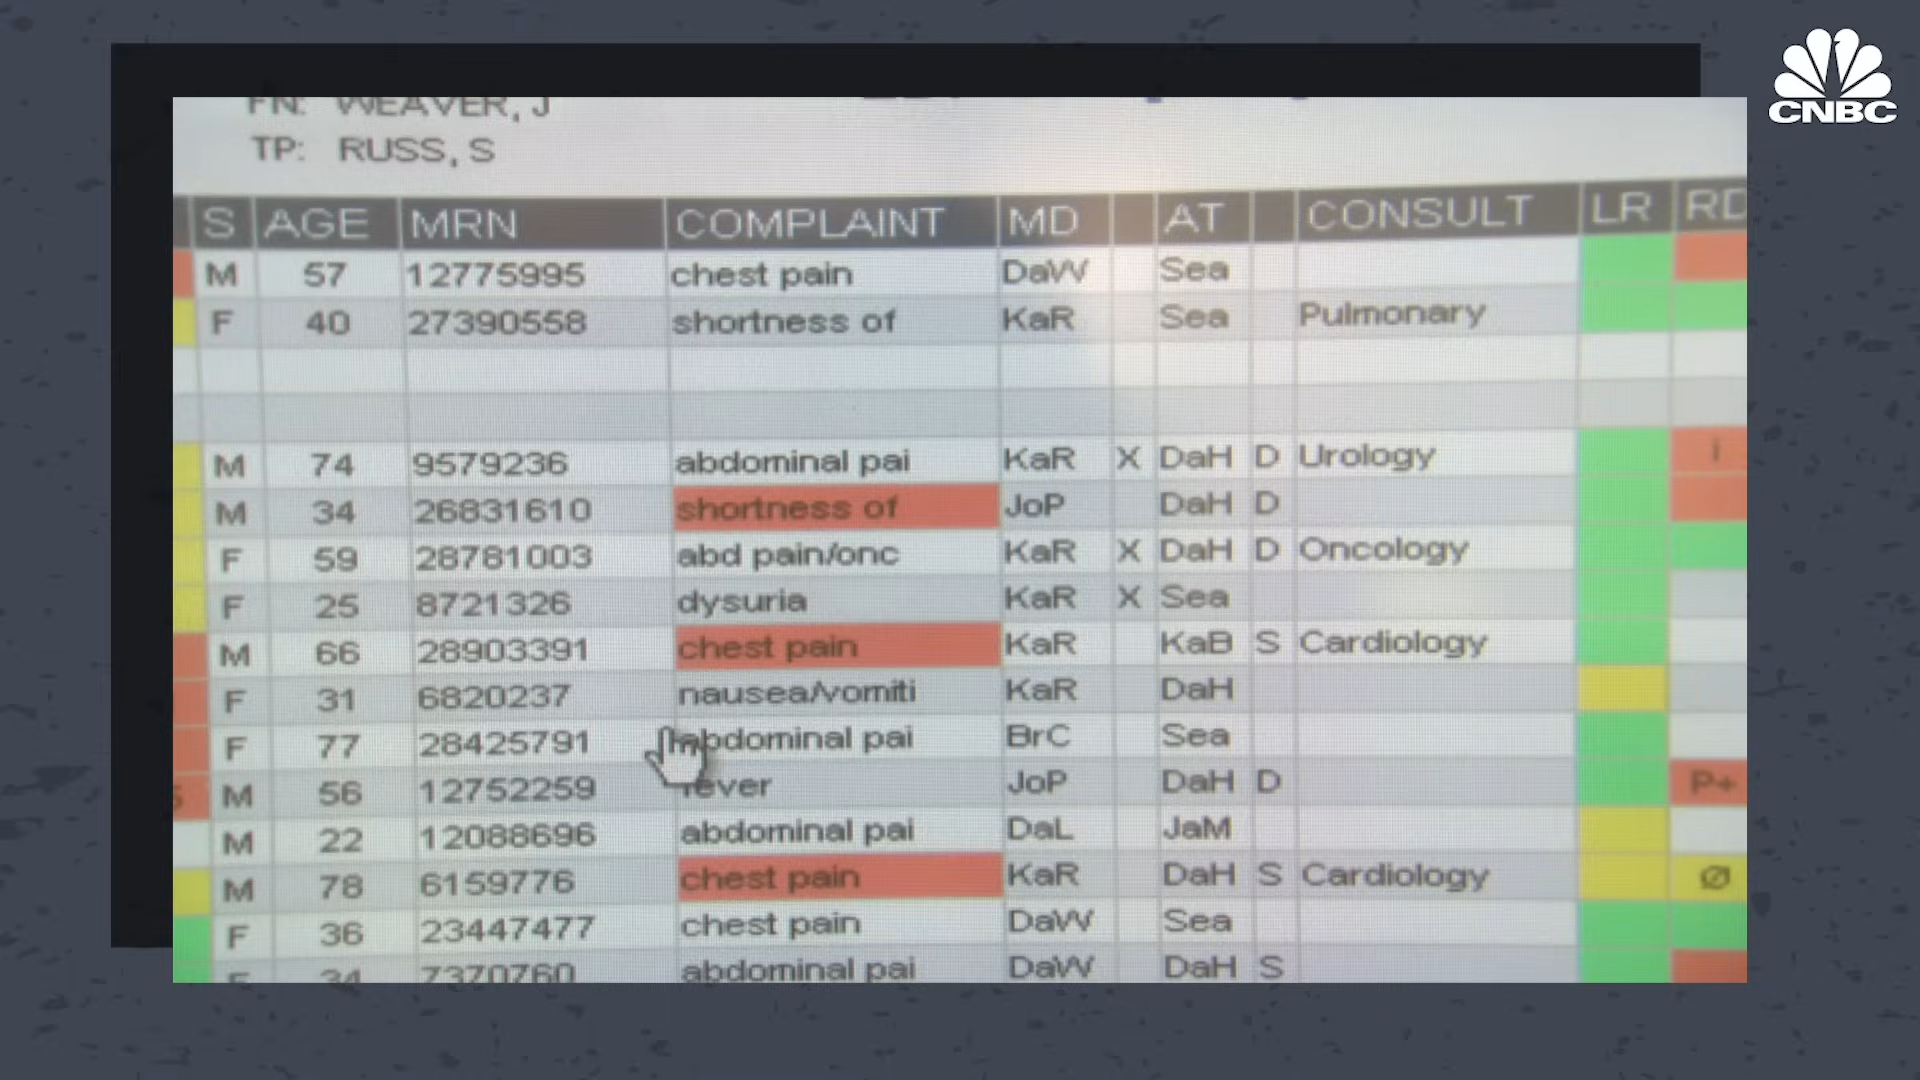 CNBC
FN: WEAVER, J
TP: RUSS, S
S AGE MRN COMPLAINT MD AT CONSULT LR RD
M 57 12775995 chest pain DaW Sea
F 40 27390558 shortness of KaR Sea Pulmonary
M 74 9579236 abdominal pai KaR X DaH D Urology i
M 34 26831610 shortness of JoP DaH D
F 59 28781003 abd pain/onc KaR X DaH D Oncology
F 25 8721326 dysuria KaR X Sea
M 66 28903391 chest pain KaR KaB S Cardiology
F 31 6820237 nausea/vomiti KaR DaH
F 77 28425791 abdominal pai BrC Sea
M 56 12752259 fever JoP DaH D P+
M 22 12088696 abdominal pai DaL JaM
M 78 6159776 chest pain KaR DaH S Cardiology Ø
F 36 23447477 chest pain DaW Sea
F 34 7370760 abdominal pai DaW DaH S